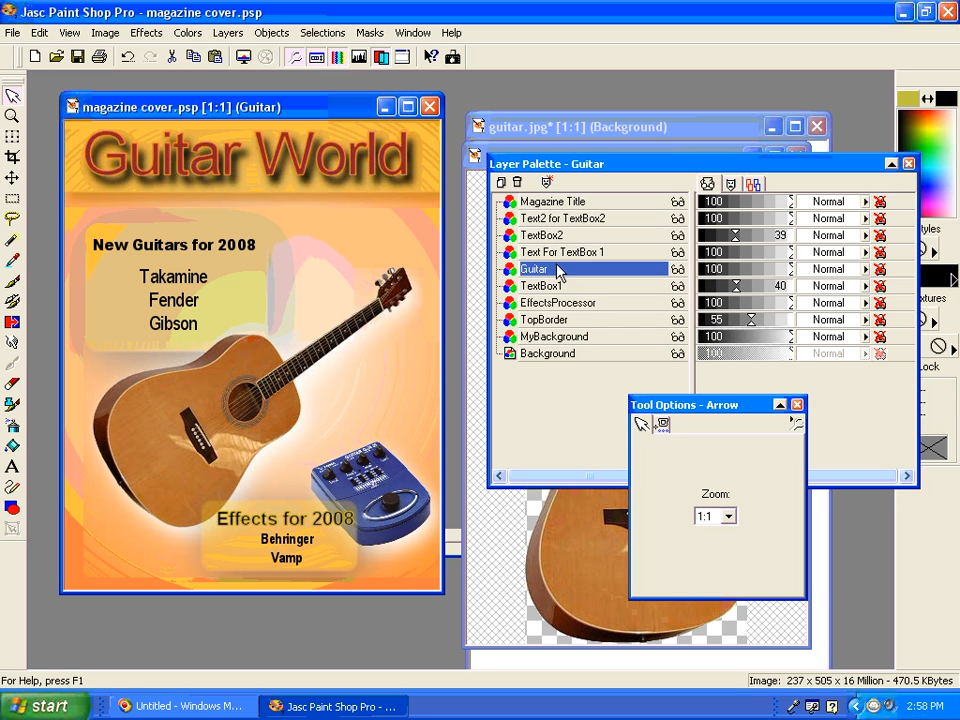 Jasc Paint Shop Pro - magazine cover.psp
File Edit View Image Effects Colors Layers Objects Selections Masks Window Help
magazine cover.psp [1:1] (Guitar)
Guitar World
New Guitars for 2008
Takamine
Fender
Gibson
Effects for 2008
Behringer
Vamp
guitar.jpg* [1:1] (Background)
Layer Palette - Guitar
Magazine Title 100 Normal
Text2 for TextBox2 100 Normal
TextBox2 39 Normal
Text For TextBox 1 100 Normal
Guitar 100 Normal
TextBox1 40 Normal
EffectsProcessor 100 Normal
TopBorder 55 Normal
MyBackground 100 Normal
Background 100 Normal
Tool Options - Arrow
Zoom:
1:1
yles
xtures
Lock
For Help, press F1
Image: 237 x 505 x 16 Million - 470.5 KBytes
start
Untitled - Windows M...
Jasc Paint Shop Pro - ...
2:58 PM